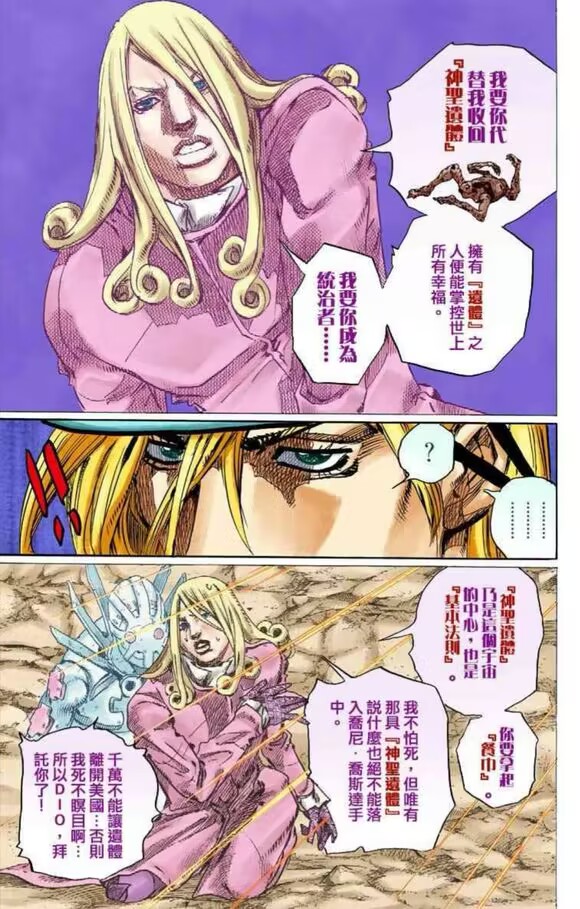 我要你代
替我收回
『神聖遺體』
擁有『遺體』之
人便能掌控世上
所有幸福。
我要你成為
統治者……
？
………
………
『神聖遺體』
乃是這個宇宙
的中心，也是
『基本法則』。
你要拿起
『餐巾』。
我不怕死，但唯有
那具『神聖遺體』
說什麼也絕不能落
入喬尼·喬斯達手
中。
千萬不能讓遺體
離開美國…否則
我死不瞑目啊…
所以DIO，拜
託你了！